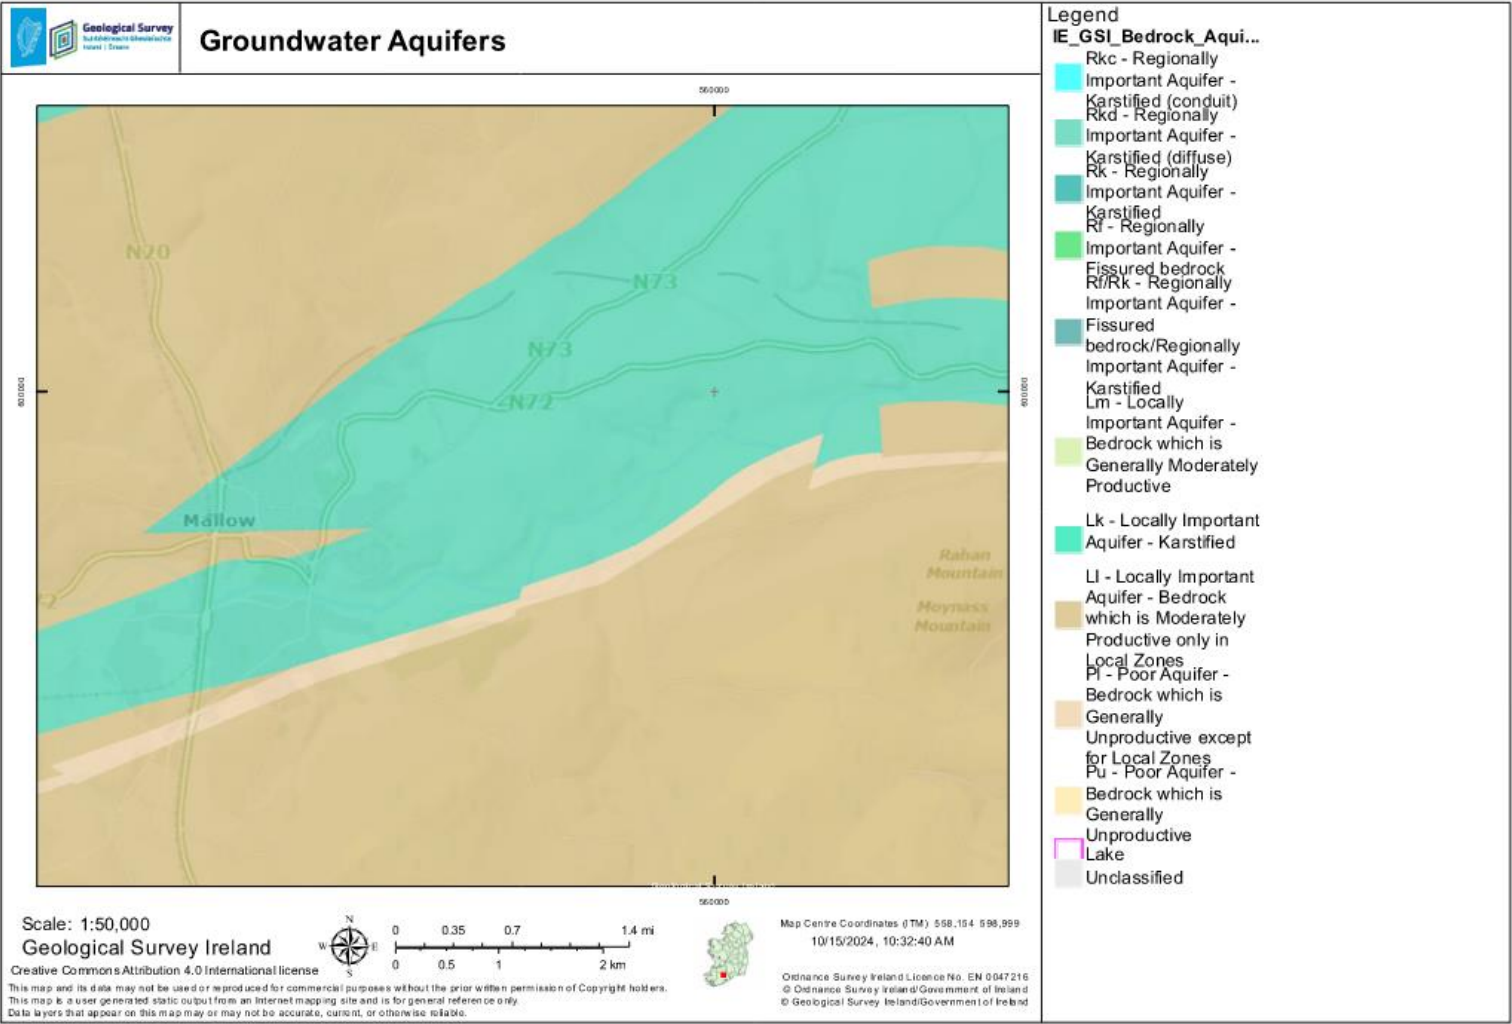 Geological Survey
Suirbhéireacht Gheolaíochta
Ireland | Éireann
Groundwater Aquifers
560000
N20
N73
N73
600000
600000
N72
Mallow
Rahan
Mountain
Moynass
Mountain
560000
Legend
IE_GSI_Bedrock_Aqui...
Rkc - Regionally
Important Aquifer -
Karstified (conduit)
Rkd - Regionally
Important Aquifer -
Karstified (diffuse)
Rk - Regionally
Important Aquifer -
Karstified
Rf - Regionally
Important Aquifer -
Fissured bedrock
Rf/Rk - Regionally
Important Aquifer -
Fissured
bedrock/Regionally
Important Aquifer -
Karstified
Lm - Locally
Important Aquifer -
Bedrock which is
Generally Moderately
Productive
Lk - Locally Important
Aquifer - Karstified
Ll - Locally Important
Aquifer - Bedrock
which is Moderately
Productive only in
Local Zones
Pl - Poor Aquifer -
Bedrock which is
Generally
Unproductive except
for Local Zones
Pu - Poor Aquifer -
Bedrock which is
Generally
Unproductive
Lake
Unclassified
Scale: 1:50,000
Geological Survey Ireland
Creative Commons Attribution 4.0 International license
N
W E
S
0 0.35 0.7 1.4 mi
0 0.5 1 2 km
Map Centre Coordinates (ITM) 558,154 598,999
10/15/2024, 10:32:40 AM
This map and its data may not be used or reproduced for commercial purposes without the prior written permission of Copyright holders.
This map is a user generated static output from an Internet mapping site and is for general reference only.
Data layers that appear on this map may or may not be accurate, current, or otherwise reliable.
Ordnance Survey Ireland Licence No. EN 0047216
© Ordnance Survey Ireland/Government of Ireland
© Geological Survey Ireland/Government of Ireland